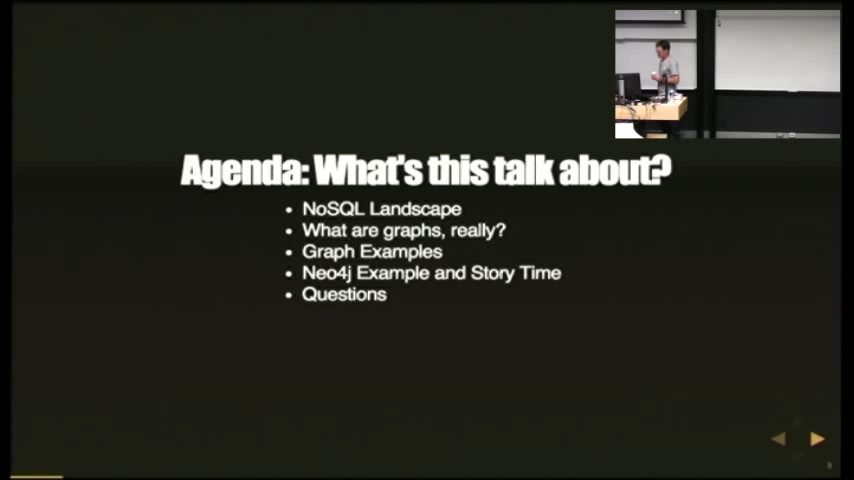 Agenda: What's this talk about?
• NoSQL Landscape
• What are graphs, really?
• Graph Examples
• Neo4j Example and Story Time
• Questions